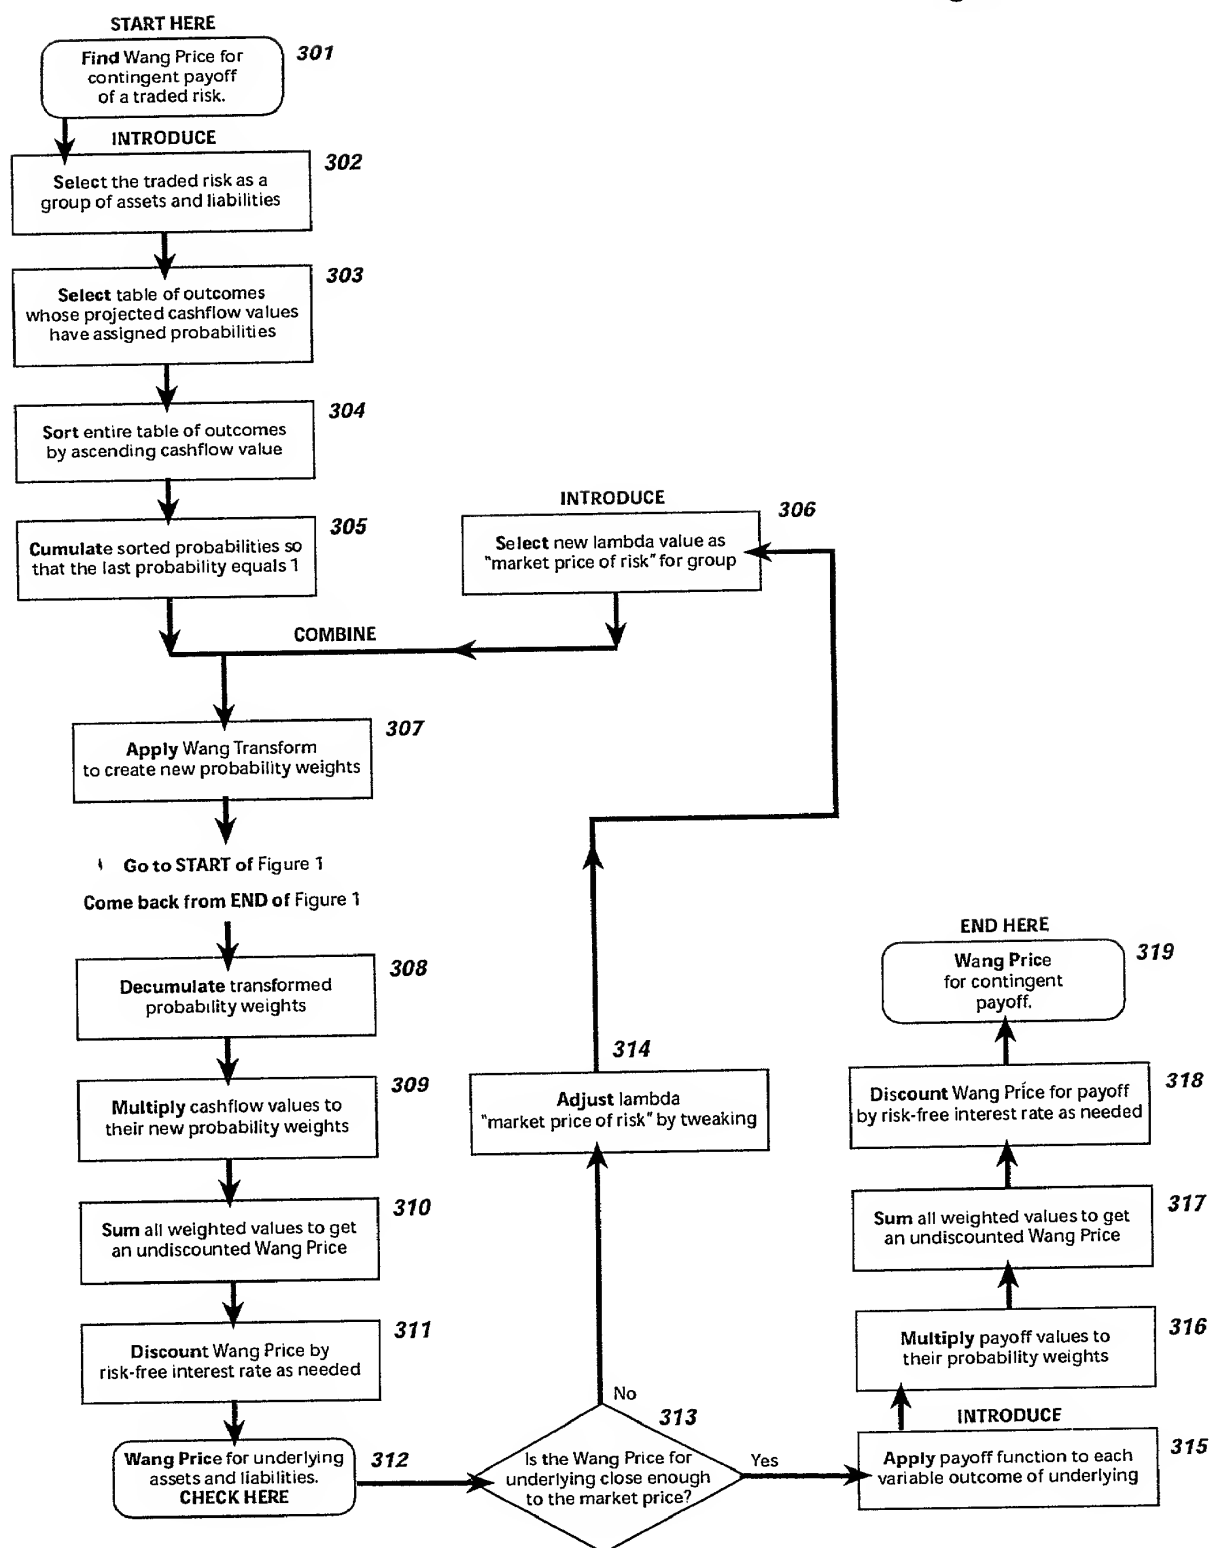 START HERE
301
Find Wang Price for
contingent payoff
of a traded risk.
INTRODUCE
302
Select the traded risk as a
group of assets and liabilities
303
Select table of outcomes
whose projected cashflow values
have assigned probabilities
304
Sort entire table of outcomes
by ascending cashflow value
305
Cumulate sorted probabilities so
that the last probability equals 1
INTRODUCE
306
Select new lambda value as
"market price of risk" for group
COMBINE
307
Apply Wang Transform
to create new probability weights
Go to START of Figure 1
Come back from END of Figure 1
308
Decumulate transformed
probability weights
309
Multiply cashflow values to
their new probability weights
310
Sum all weighted values to get
an undiscounted Wang Price
311
Discount Wang Price by
risk-free interest rate as needed
312
Wang Price for underlying
assets and liabilities.
CHECK HERE
313
Is the Wang Price for
underlying close enough
to the market price?
No
Yes
314
Adjust lambda
"market price of risk" by tweaking
INTRODUCE
315
Apply payoff function to each
variable outcome of underlying
316
Multiply payoff values to
their probability weights
317
Sum all weighted values to get
an undiscounted Wang Price
318
Discount Wang Price for payoff
by risk-free interest rate as needed
END HERE
319
Wang Price
for contingent
payoff.